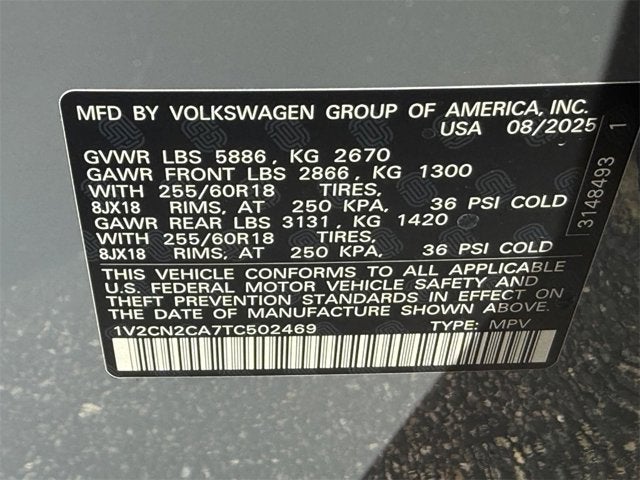 MFD BY VOLKSWAGEN GROUP OF AMERICA, INC.
USA 08/2025
GVWR LBS 5886 , KG 2670
GAWR FRONT LBS 2866 , KG 1300
WITH 255/60R18 TIRES,
8JX18 RIMS, AT 250 KPA, 36 PSI COLD
GAWR REAR LBS 3131 , KG 1420
WITH 255/60R18 TIRES,
8JX18 RIMS, AT 250 KPA, 36 PSI COLD
THIS VEHICLE CONFORMS TO ALL APPLICABLE
U.S. FEDERAL MOTOR VEHICLE SAFETY AND
THEFT PREVENTION STANDARDS IN EFFECT ON
THE DATE OF MANUFACTURE SHOWN ABOVE.
1V2CN2CA7TC502469 TYPE: MPV
3148493 1